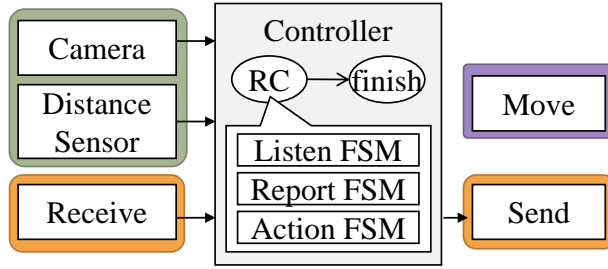 Camera
Distance
Sensor
Receive
Controller
RC
finish
Listen FSM
Report FSM
Action FSM
Move
Send